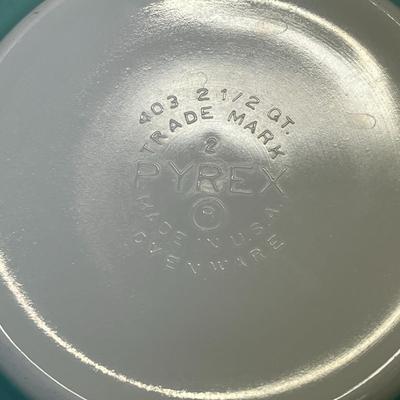 403 2 1/2 QT.
TRADE MARK
2
PYREX
®
MADE IN U.S.A.
OVENWARE